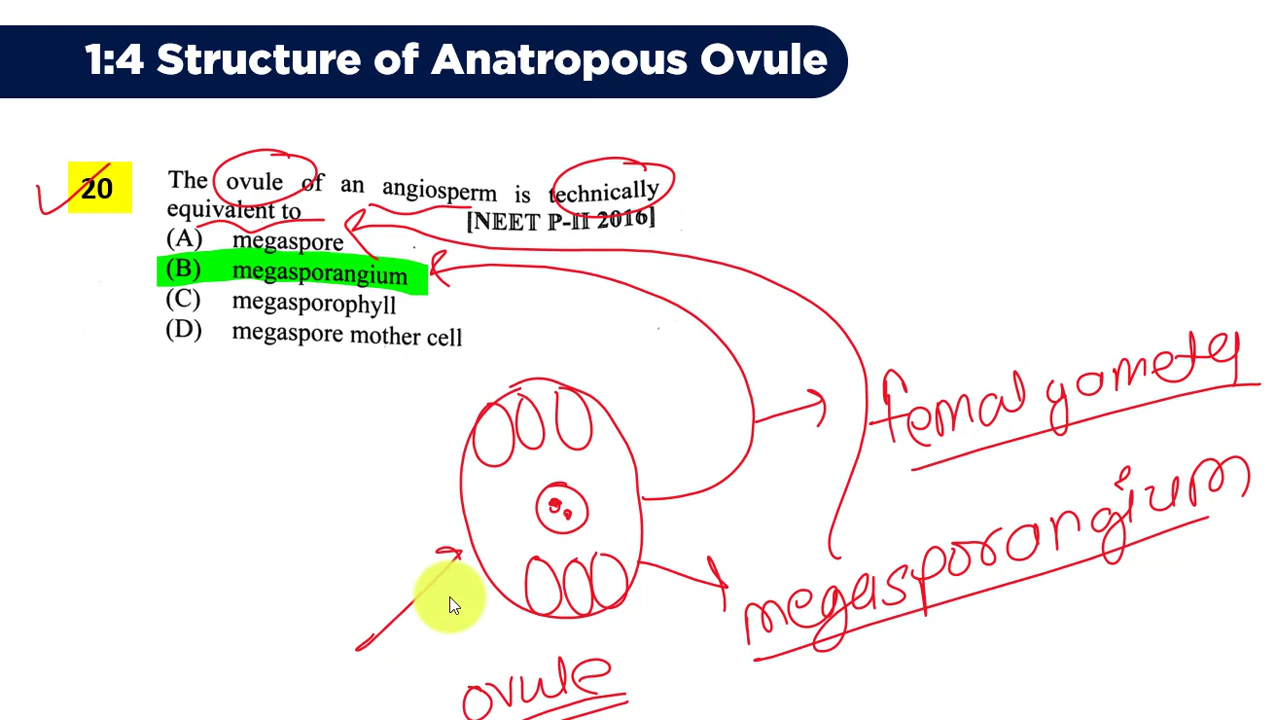 1:4 Structure of Anatropous Ovule
20 The ovule of an angiosperm is technically
equivalent to [NEET P-II 2016]
(A) megaspore
(B) megasporangium
(C) megasporophyll
(D) megaspore mother cell
femal gamety
megasporangium
ovule